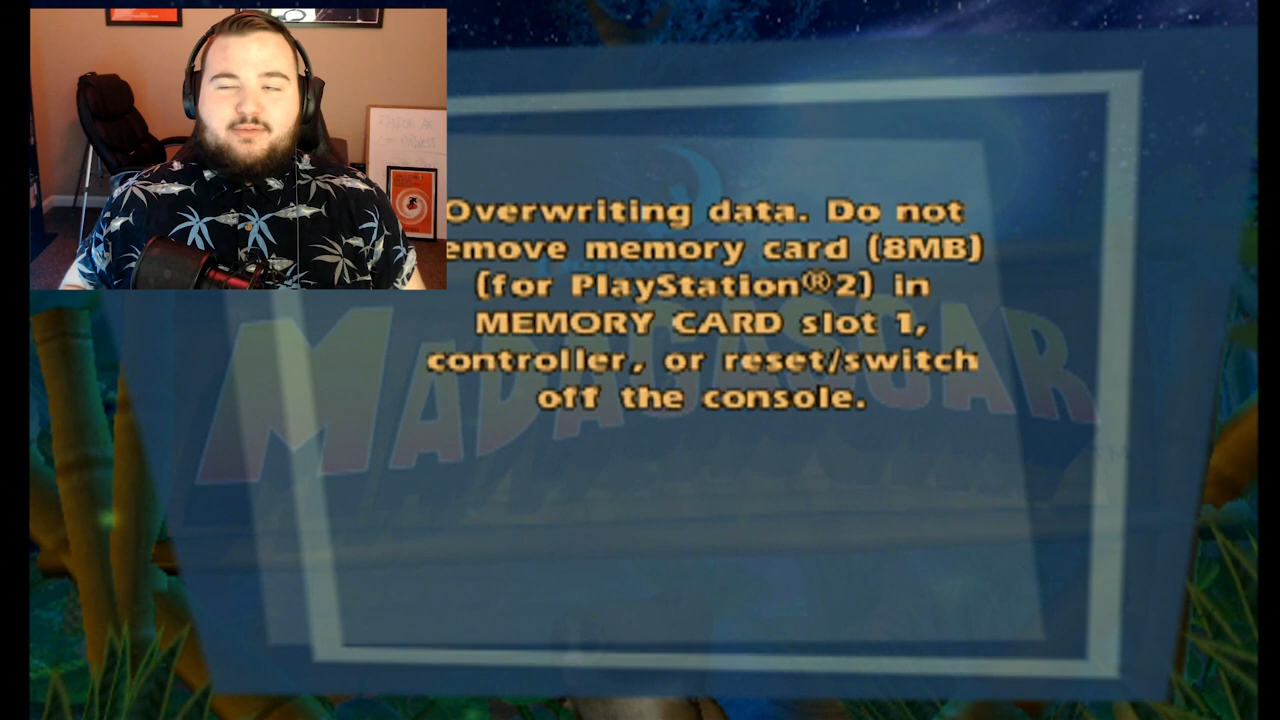 Overwriting data. Do not
emove memory card (8MB)
(for PlayStation®2) in
MEMORY CARD slot 1,
controller, or reset/switch
off the console.
MADAGASCAR